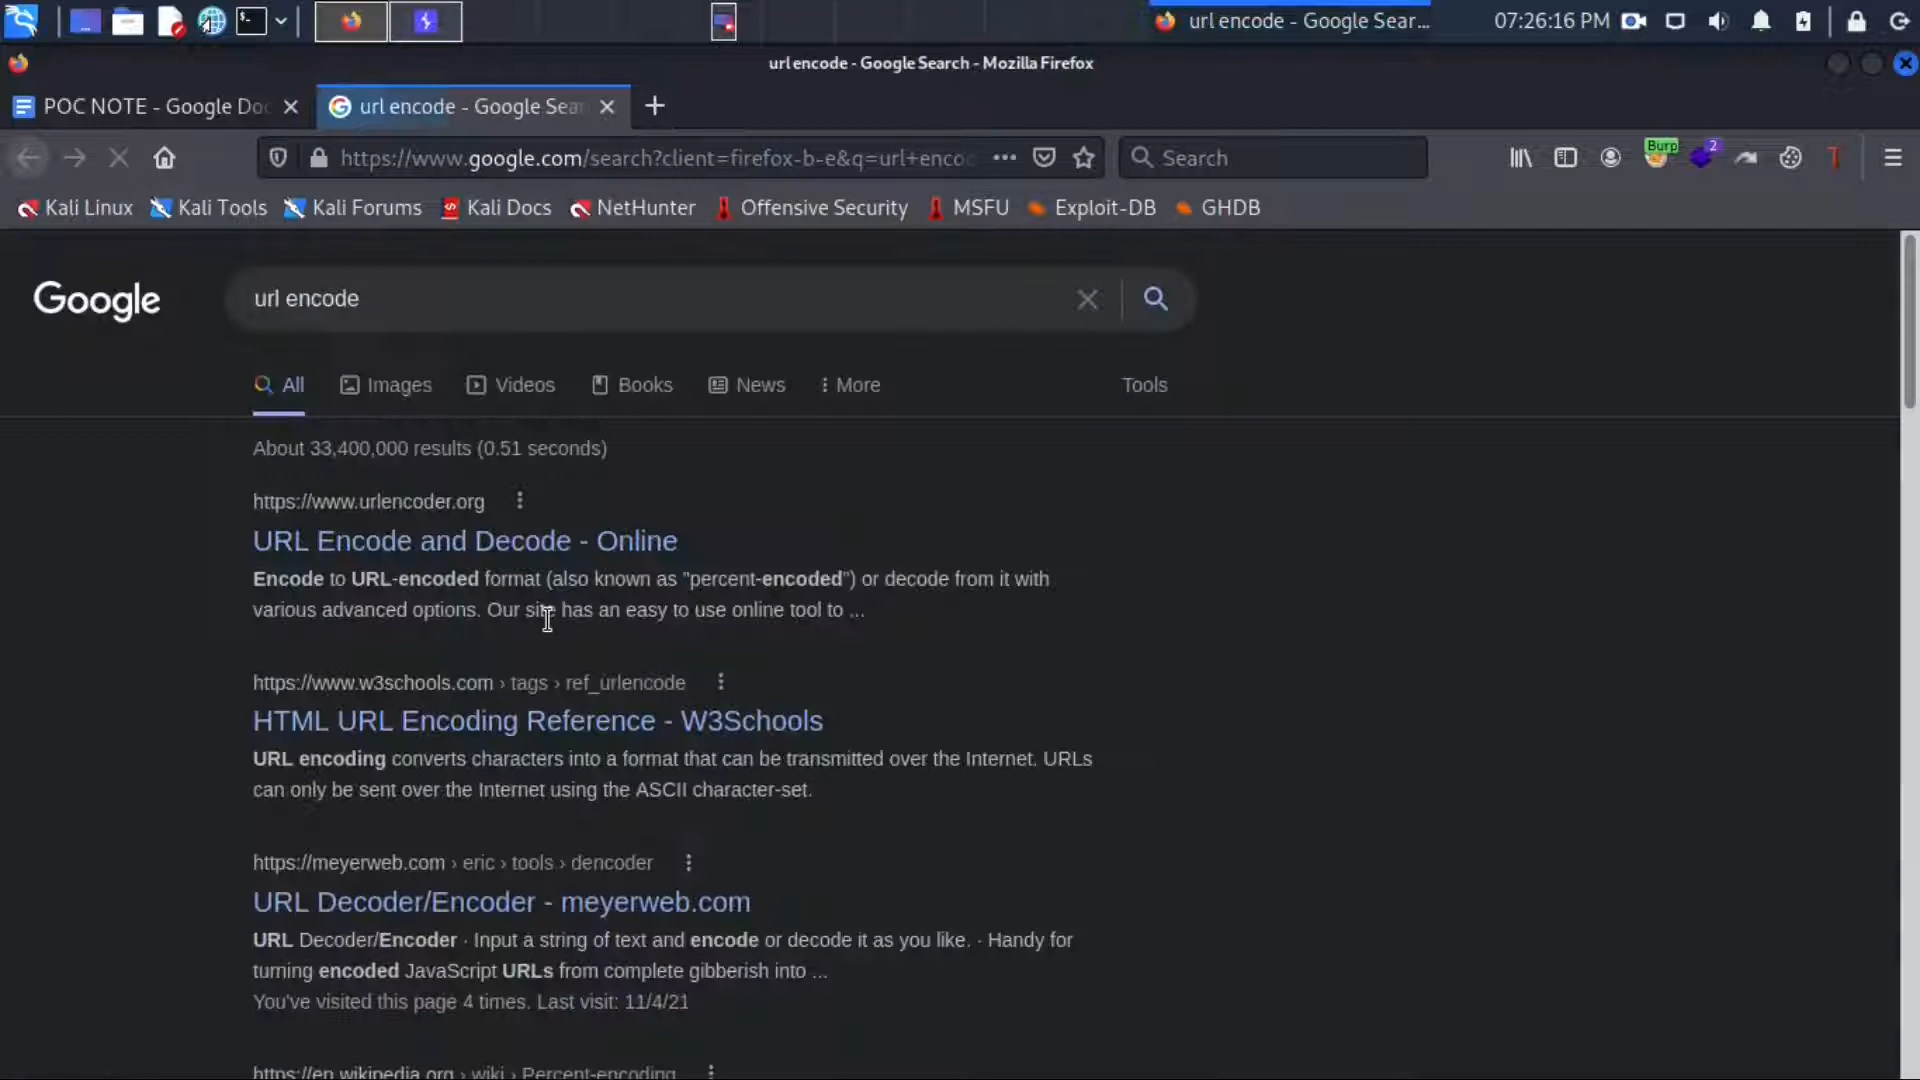 url encode - Google Sear...
07:26:16 PM
url encode - Google Search - Mozilla Firefox
POC NOTE - Google Doc
url encode - Google Sear
https://www.google.com/search?client=firefox-b-e&q=url+enco
Search
Burp
2
Kali Linux
Kali Tools
Kali Forums
Kali Docs
NetHunter
Offensive Security
MSFU
Exploit-DB
GHDB
Google
url encode
All
Images
Videos
Books
News
More
Tools
About 33,400,000 results (0.51 seconds)
https://www.urlencoder.org
URL Encode and Decode - Online
Encode to URL-encoded format (also known as "percent-encoded") or decode from it with
various advanced options. Our site has an easy to use online tool to ...
https://www.w3schools.com › tags › ref_urlencode
HTML URL Encoding Reference - W3Schools
URL encoding converts characters into a format that can be transmitted over the Internet. URLs
can only be sent over the Internet using the ASCII character-set.
https://meyerweb.com › eric › tools › dencoder
URL Decoder/Encoder - meyerweb.com
URL Decoder/Encoder · Input a string of text and encode or decode it as you like. · Handy for
turning encoded JavaScript URLs from complete gibberish into ...
You've visited this page 4 times. Last visit: 11/4/21
https://en.wikipedia.org › wiki › Percent-encoding